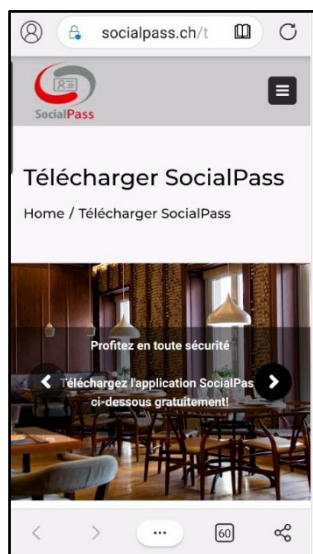 socialpass.ch/t
SocialPass
Télécharger SocialPass
Home / Télécharger SocialPass
Profitez en toute sécurité
Téléchargez l'application SocialPas
ci-dessous gratuitement!
60